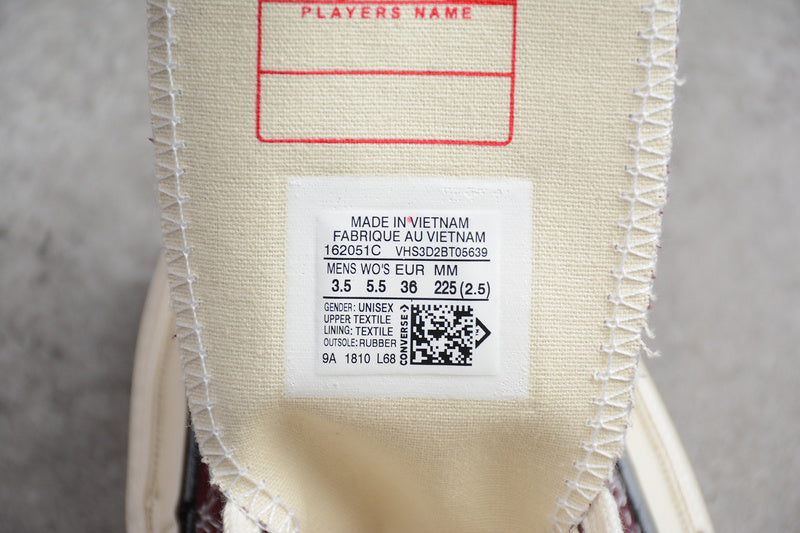 PLAYERS NAME
MADE IN VIETNAM
FABRIQUE AU VIETNAM
162051C VHS3D2BT05639
MENS WO'S EUR MM
3.5 5.5 36 225 (2.5)
GENDER: UNISEX
UPPER TEXTILE
LINING: TEXTILE
OUTSOLE: RUBBER
CONVERSE
9A 1810 L68